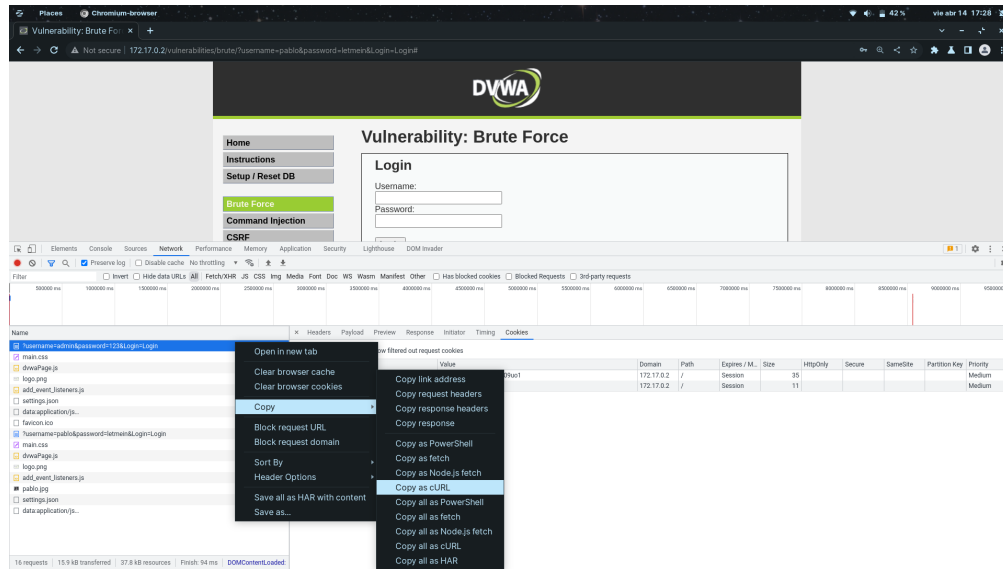 Places Chromium-browser 42% vie abr 14 17:28
Vulnerability: Brute For × +
Not secure | 172.17.0.2/vulnerabilities/brute/?username=pablo&password=letmein&Login=Login#
DVWA
Home
Instructions
Setup / Reset DB
Brute Force
Command Injection
CSRF
Vulnerability: Brute Force
Login
Username:
Password:
Elements Console Sources Network Performance Memory Application Security Lighthouse DOM Invader 1
Preserve log Disable cache No throttling
Filter Invert Hide data URLs All Fetch/XHR JS CSS Img Media Font Doc WS Wasm Manifest Other Has blocked cookies Blocked Requests 3rd-party requests
500000 ms 1000000 ms 1500000 ms 2000000 ms 2500000 ms 3000000 ms 3500000 ms 4000000 ms 4500000 ms 5000000 ms 5500000 ms 6000000 ms 6500000 ms 7000000 ms 7500000 ms 8000000 ms 8500000 ms 9000000 ms 9500000
Name × Headers Payload Preview Response Initiator Timing Cookies
?username=admin&password=123&Login=Login
main.css
dvwaPage.js
logo.png
add_event_listeners.js
settings.json
data:application/js...
favicon.ico
?username=pablo&password=letmein&Login=Login
main.css
dvwaPage.js
logo.png
add_event_listeners.js
pablo.jpg
settings.json
data:application/js...
ow filtered out request cookies
Value Domain Path Expires / M... Size HttpOnly Secure SameSite Partition Key Priority
09uo1 172.17.0.2 / Session 35 Medium
172.17.0.2 / Session 11 Medium
Open in new tab
Clear browser cache
Clear browser cookies
Copy
Block request URL
Block request domain
Sort By
Header Options
Save all as HAR with content
Save as...
Copy link address
Copy request headers
Copy response headers
Copy response
Copy as PowerShell
Copy as fetch
Copy as Node.js fetch
Copy as cURL
Copy all as PowerShell
Copy all as fetch
Copy all as Node.js fetch
Copy all as cURL
Copy all as HAR
16 requests 15.9 kB transferred 37.8 kB resources Finish: 94 ms DOMContentLoaded: